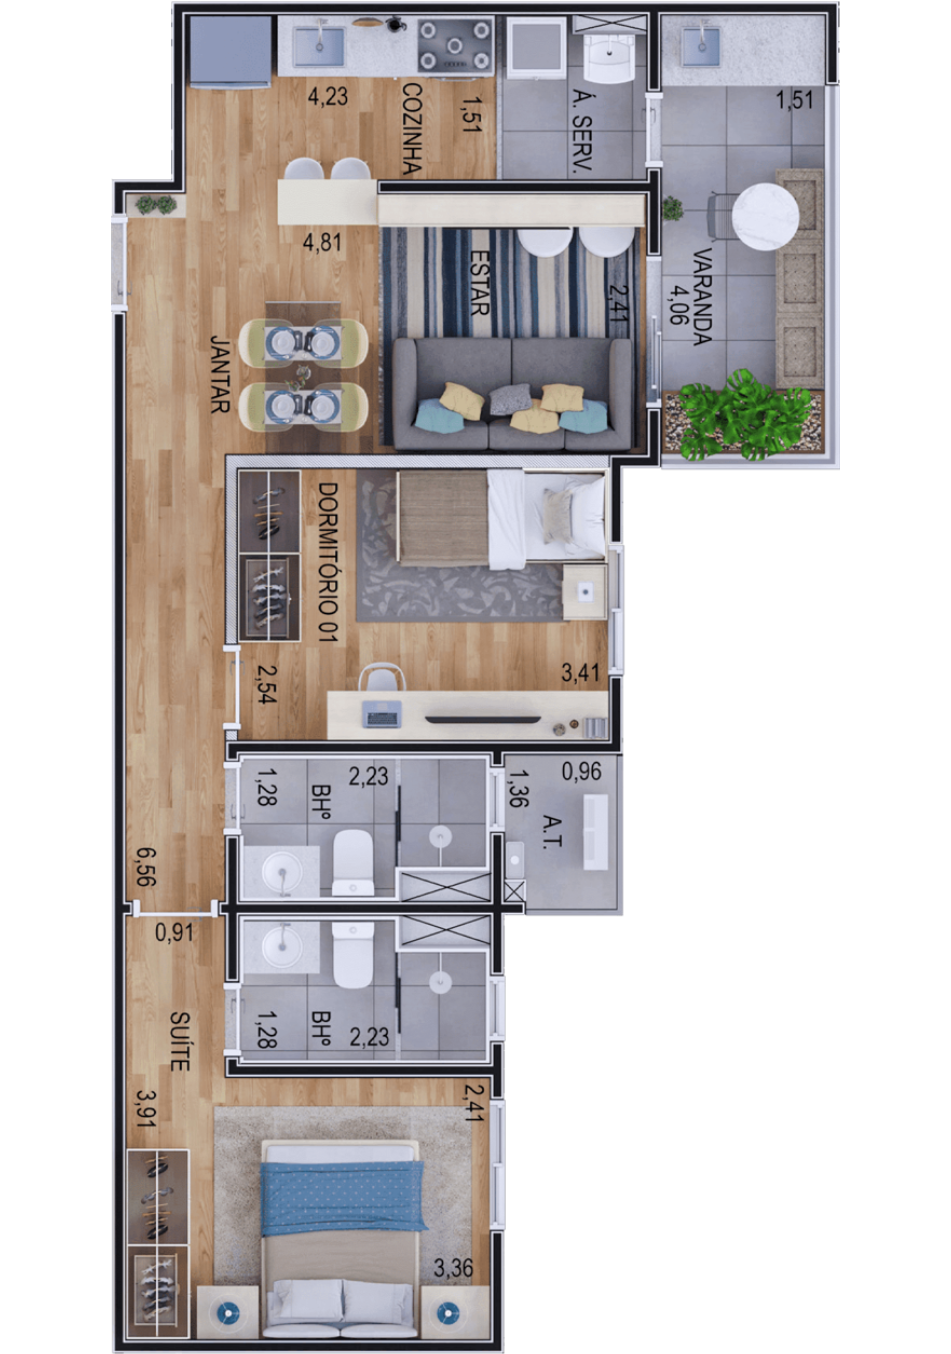 4,23
COZINHA
1,51
Á. SERV.
1,51
4,81
ESTAR
2,41
VARANDA
4,06
JANTAR
DORMITÓRIO 01
2,54
3,41
1,28
BHº
2,23
1,36
0,96
A.T.
6,56
0,91
SUÍTE
1,28
BHº
2,23
3,91
2,41
3,36